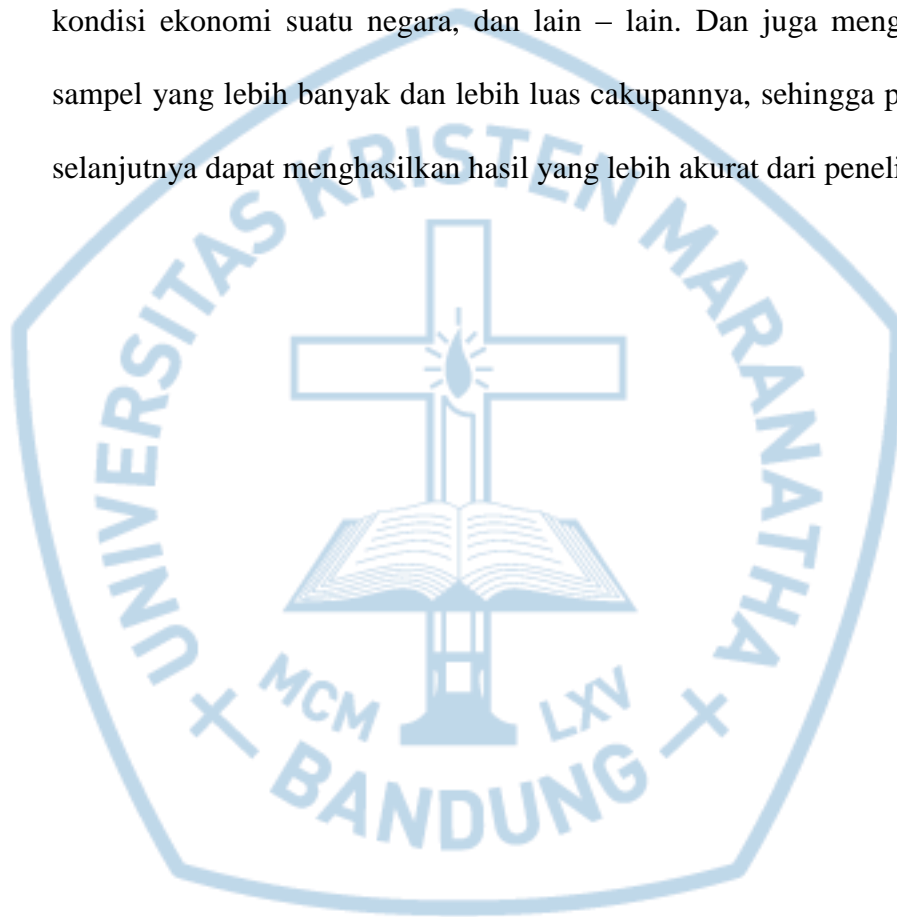 kondisi ekonomi suatu negara, dan lain – lain. Dan juga meng
sampel yang lebih banyak dan lebih luas cakupannya, sehingga p
selanjutnya dapat menghasilkan hasil yang lebih akurat dari peneli
UNIVERSITAS KRISTEN MARANATHA
MCM LXV
BANDUNG